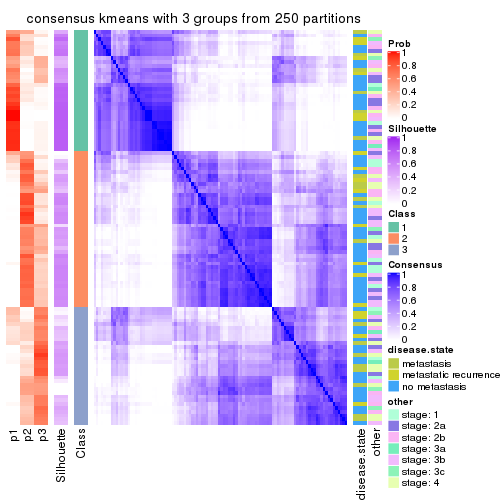 consensus kmeans with 3 groups from 250 partitions
Prob
1
0.8
0.6
0.4
0.2
0
Silhouette
1
0.8
0.6
0.4
0.2
0
Class
1
2
3
Consensus
1
0.8
0.6
0.4
0.2
0
disease.state
metastasis
metastatic recurrence
no metastasis
other
stage: 1
stage: 2a
stage: 2b
stage: 3a
stage: 3b
stage: 3c
stage: 4
p1
p2
p3
Silhouette
Class
disease.state
other